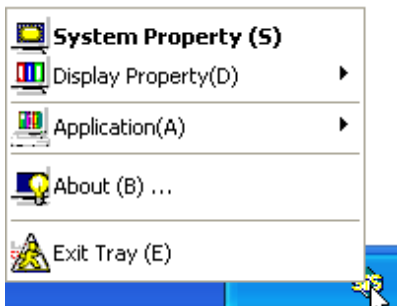 System Property (S)
Display Property(D)
Application(A)
About (B) ...
Exit Tray (E)